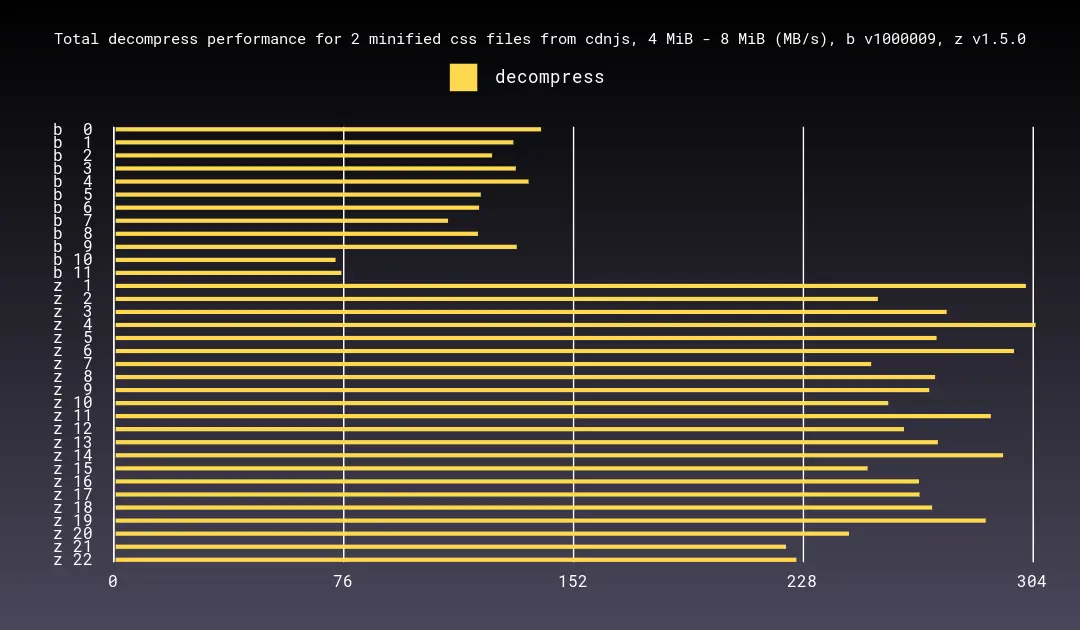 Total decompress performance for 2 minified css files from cdnjs, 4 MiB - 8 MiB (MB/s), b v1000009, z v1.5.0
decompress
b 0
b 1
b 2
b 3
b 4
b 5
b 6
b 7
b 8
b 9
b 10
b 11
z 1
z 2
z 3
z 4
z 5
z 6
z 7
z 8
z 9
z 10
z 11
z 12
z 13
z 14
z 15
z 16
z 17
z 18
z 19
z 20
z 21
z 22
0 76 152 228 304